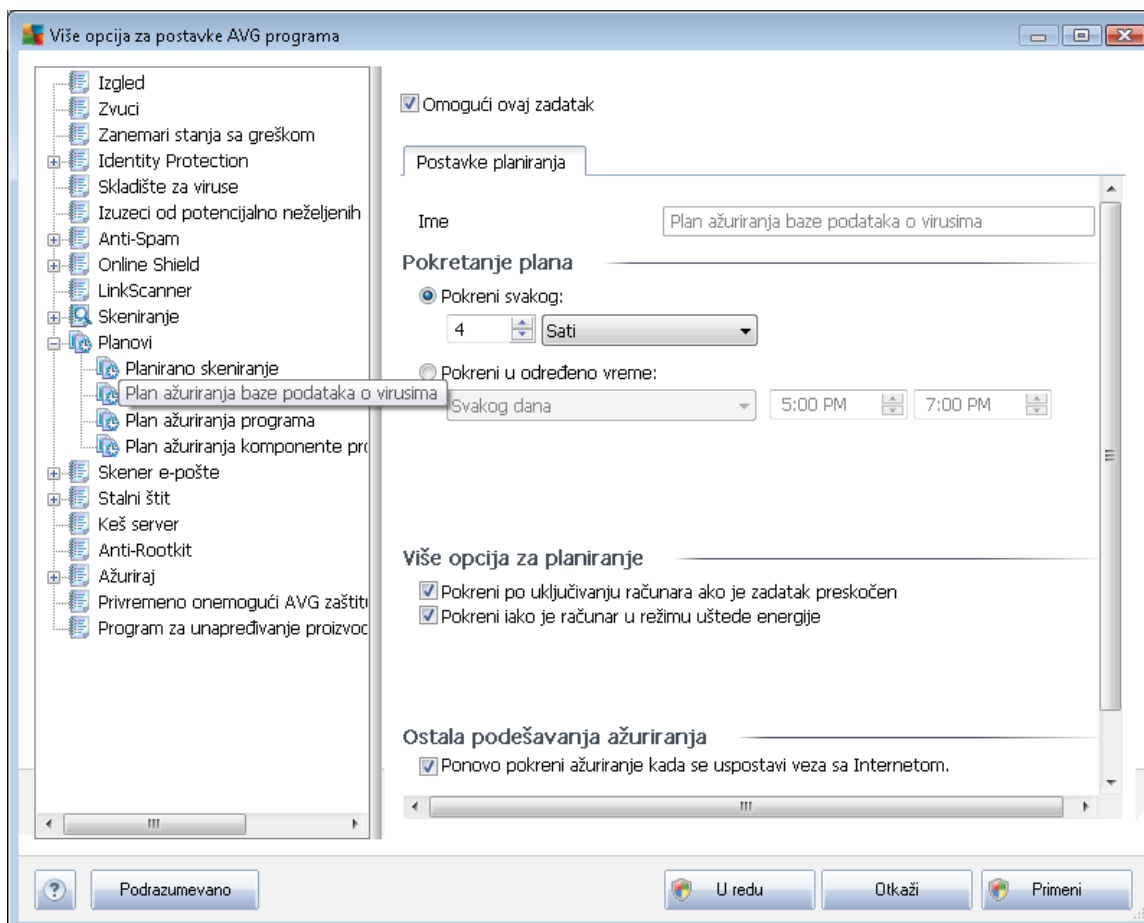 Više opcija za postavke AVG programa
Izgled
Zvuci
Zanemari stanja sa greškom
Identity Protection
Skladište za viruse
Izuzeci od potencijalno neželjenih
Anti-Spam
Online Shield
LinkScanner
Skeniranje
Planovi
Planirano skeniranje
Plan ažuriranja baze podataka o virusima
Plan ažuriranja programa
Plan ažuriranja komponente pro
Skener e-pošte
Stalni štit
Keš server
Anti-Rootkit
Ažuriraj
Privremeno onemogući AVG zaštitu
Program za unapređivanje proizvod
Omogući ovaj zadatak
Postavke planiranja
Ime
Plan ažuriranja baze podataka o virusima
Pokretanje plana
Pokreni svakog:
4 Sati
Pokreni u određeno vreme:
Svakog dana 5:00 PM 7:00 PM
Više opcija za planiranje
Pokreni po uključivanju računara ako je zadatak preskočen
Pokreni iako je računar u režimu uštede energije
Ostala podešavanja ažuriranja
Ponovo pokreni ažuriranje kada se uspostavi veza sa Internetom.
Podrazumevano U redu Otkaži Primeni